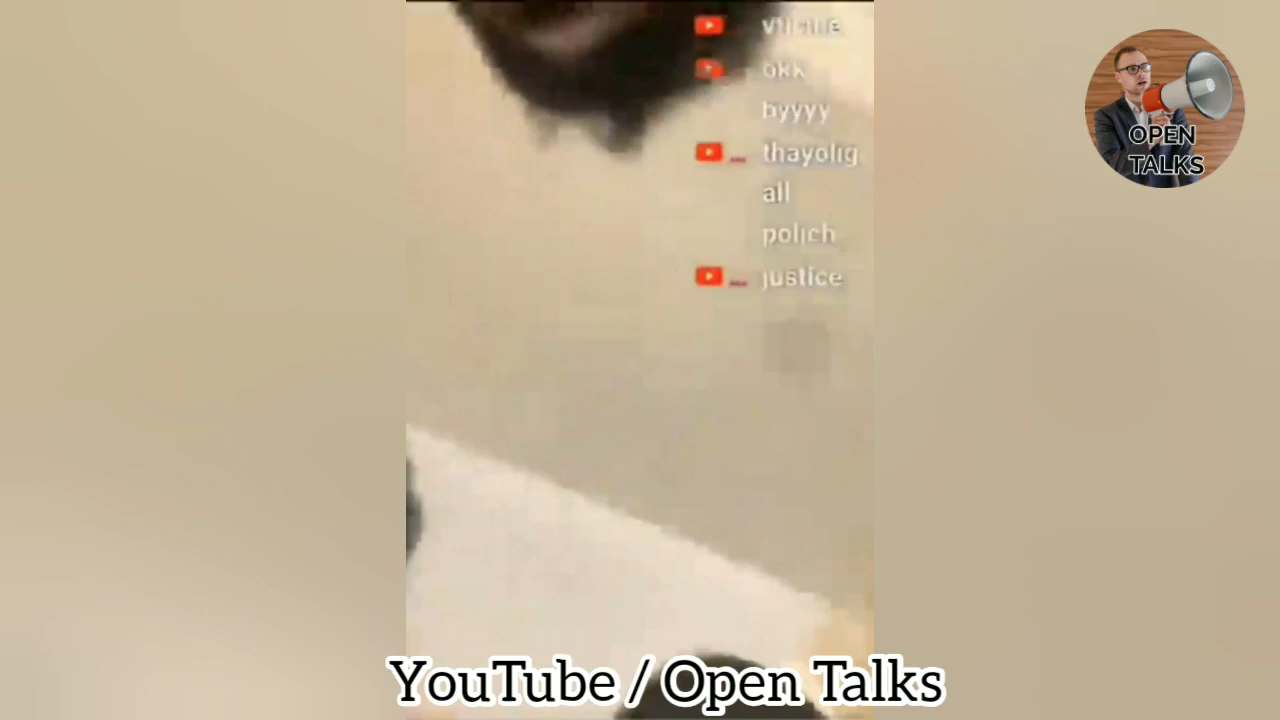 okk
byyyy
thayolig
all
polich
justice
OPEN
TALKS
YouTube / Open Talks